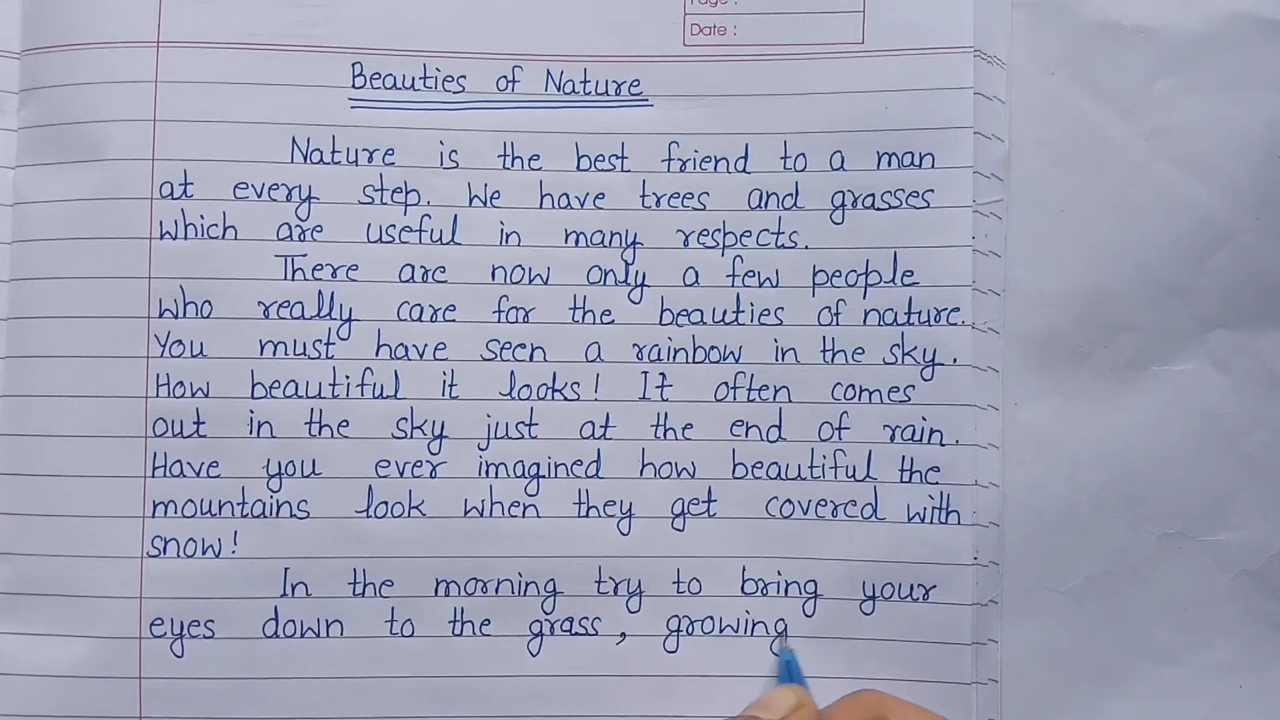 Date :
Beauties of Nature
Nature is the best friend to a man
at every step. We have trees and grasses
which are useful in many respects.
There are now only a few people
who really care for the beauties of nature.
You must have seen a rainbow in the sky.
How beautiful it looks! It often comes
out in the sky just at the end of rain.
Have you ever imagined how beautiful the
mountains look when they get covered with
snow!
In the morning try to bring your
eyes down to the grass, growing